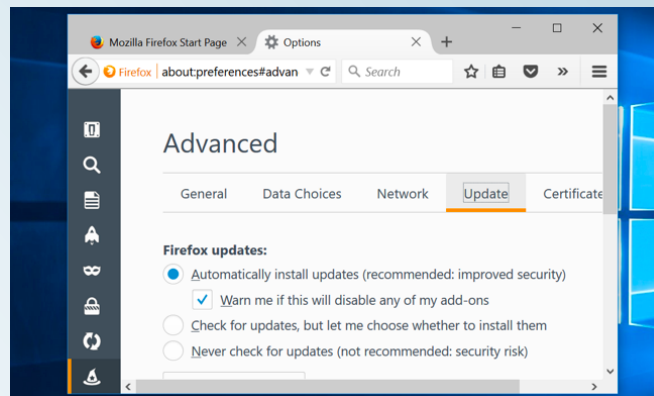 Mozilla Firefox Start Page
Options
Firefox about:preferences#advan Search
Advanced
General Data Choices Network Update Certificate
Firefox updates:
Automatically install updates (recommended: improved security)
Warn me if this will disable any of my add-ons
Check for updates, but let me choose whether to install them
Never check for updates (not recommended: security risk)